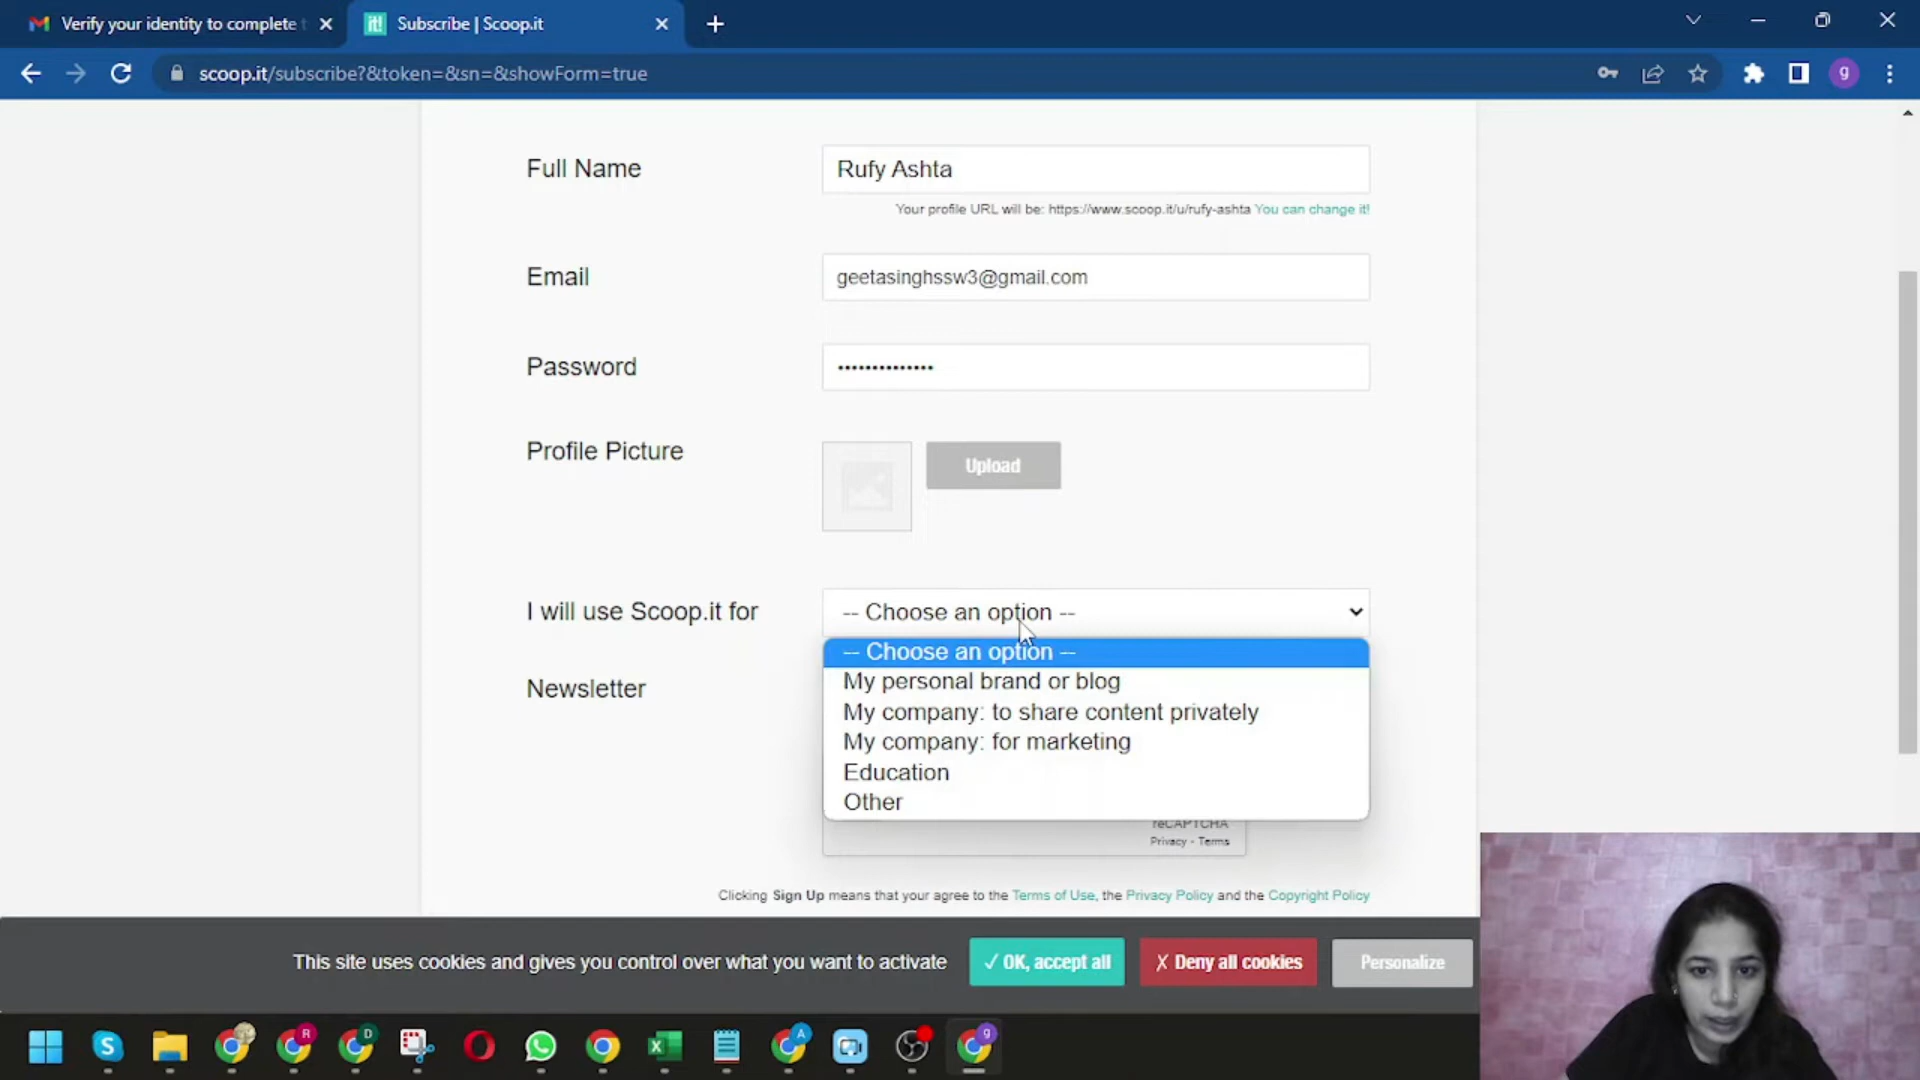 Verify your identity to complete
it!
Subscribe | Scoop.it
scoop.it/subscribe?&token=&sn=&showForm=true
g
Full Name
Rufy Ashta
Your profile URL will be: https://www.scoop.it/u/rufy-ashta You can change it!
Email
geetasinghssw3@gmail.com
Password
••••••••••••••
Profile Picture
Upload
I will use Scoop.it for
-- Choose an option --
-- Choose an option --
My personal brand or blog
Newsletter
My company: to share content privately
My company: for marketing
Education
Other
reCAPTCHA
Privacy - Terms
Clicking Sign Up means that your agree to the Terms of Use, the Privacy Policy and the Copyright Policy
This site uses cookies and gives you control over what you want to activate
✓ OK, accept all
✗ Deny all cookies
Personalize
R
D
A
g